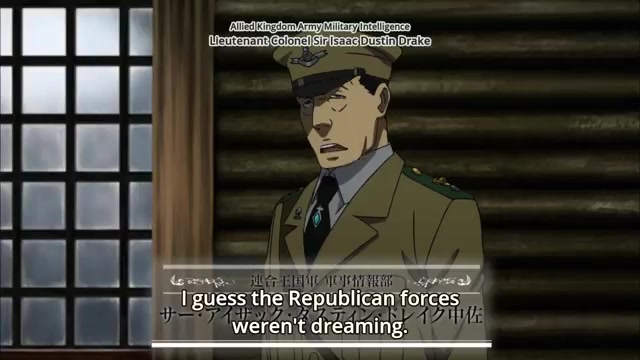 Allied Kingdom Army Military Intelligence
Lieutenant Colonel Sir Isaac Dustin Drake
連合王国軍 軍事情報部
I guess the Republican forces
サー・アイザック・ダスティン・ドレイク中佐
weren't dreaming.